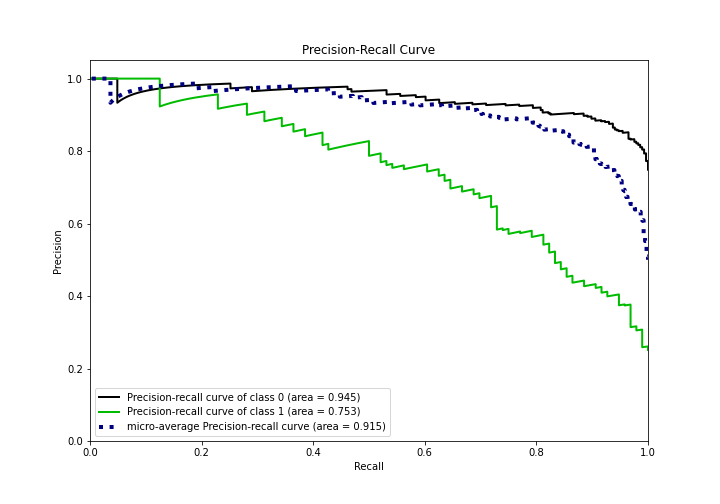 Precision-Recall Curve
1.0
0.8
0.6
0.4
0.2
0.0
Precision
Precision-recall curve of class 0 (area = 0.945)
Precision-recall curve of class 1 (area = 0.753)
micro-average Precision-recall curve (area = 0.915)
0.0 0.2 0.4 0.6 0.8 1.0
Recall